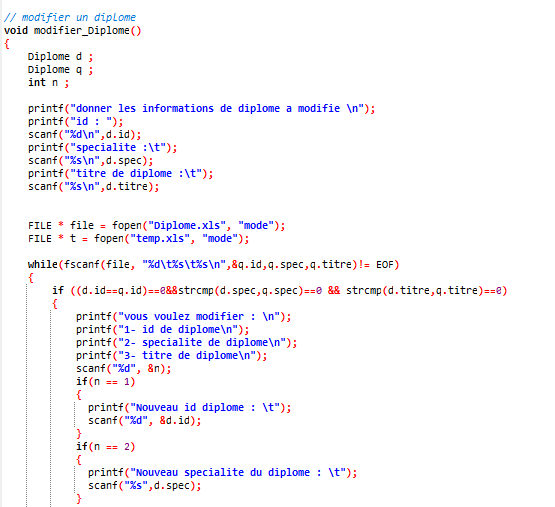 // modifier un diplome
void modifier_Diplome()
{
Diplome d ;
Diplome q ;
int n ;
printf("donner les informations de diplome a modifie \n");
printf("id : ");
scanf("%d\n",d.id);
printf("specialite :\t");
scanf("%s\n",d.spec);
printf("titre de diplome :\t");
scanf("%s\n",d.titre);
FILE * file = fopen("Diplome.xls", "mode");
FILE * t = fopen("temp.xls", "mode");
while(fscanf(file, "%d\t%s\t%s\n",&q.id,q.spec,q.titre)!= EOF)
{
if ((d.id==q.id)==0&&strcmp(d.spec,q.spec)==0 && strcmp(d.titre,q.titre)==0)
{
printf("vous voulez modifier : \n");
printf("1- id de diplome\n");
printf("2- specialite de diplome\n");
printf("3- titre de diplome\n");
scanf("%d", &n);
if(n == 1)
{
printf("Nouveau id diplome : \t");
scanf("%d", &d.id);
}
if(n == 2)
{
printf("Nouveau specialite du diplome : \t");
scanf("%s",d.spec);
}